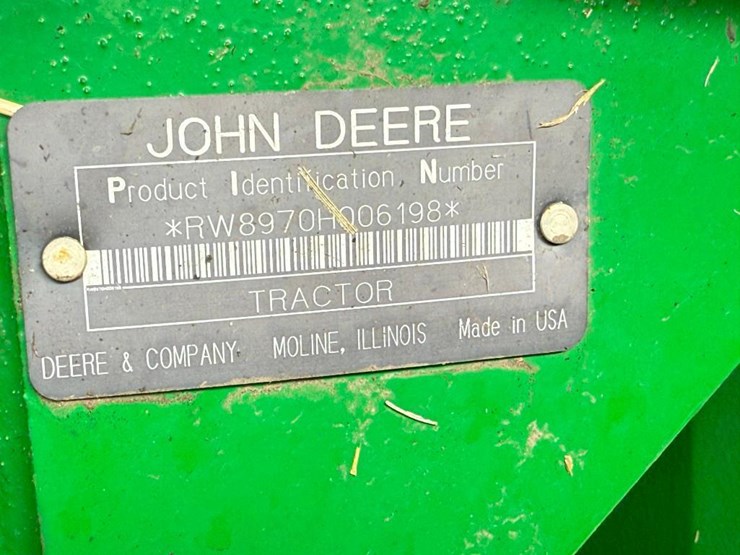 JOHN DEERE
Product Identification Number
*RW8970H006198*
TRACTOR
DEERE & COMPANY MOLINE, ILLINOIS Made in USA